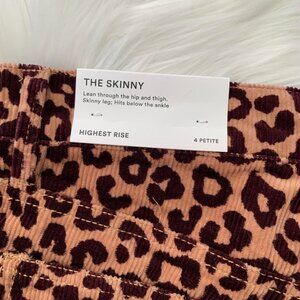 THE SKINNY
Lean through the hip and thigh.
Skinny leg; Hits below the ankle
HIGHEST RISE
4 PETITE